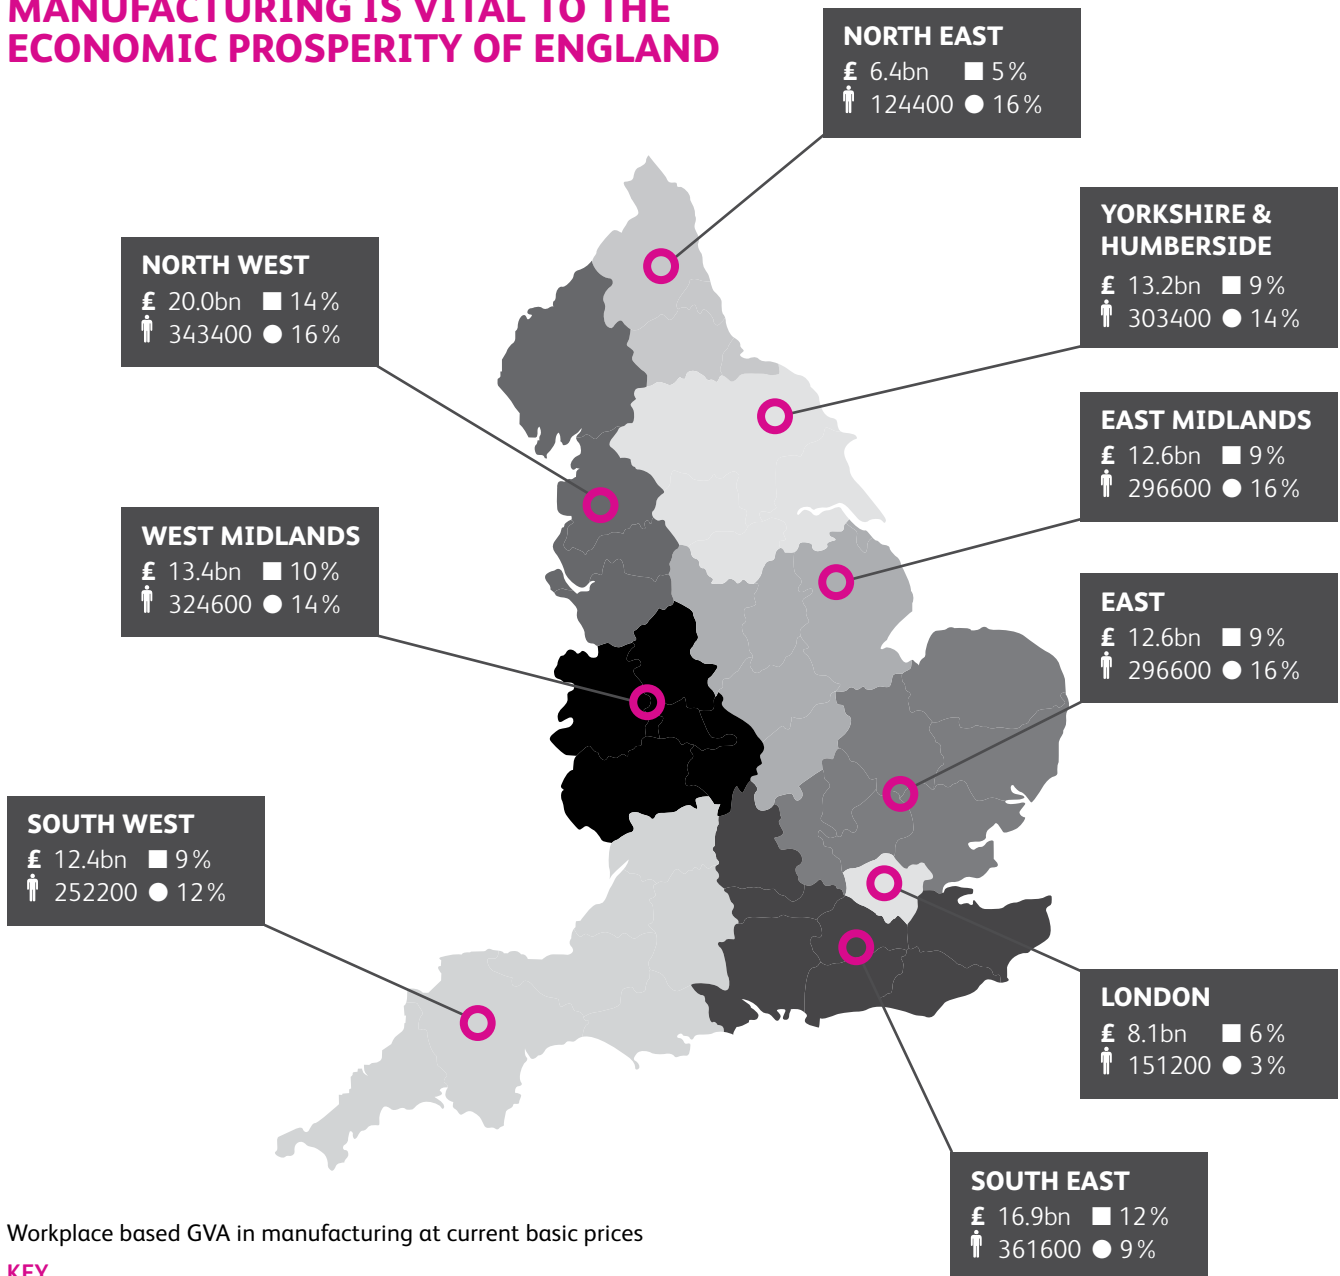 MANUFACTURING IS VITAL TO THE
ECONOMIC PROSPERITY OF ENGLAND
NORTH EAST
£ 6.4bn ■ 5%
124400 ● 16%
YORKSHIRE &
HUMBERSIDE
£ 13.2bn ■ 9%
303400 ● 14%
NORTH WEST
£ 20.0bn ■ 14%
343400 ● 16%
EAST MIDLANDS
£ 12.6bn ■ 9%
296600 ● 16%
WEST MIDLANDS
£ 13.4bn ■ 10%
324600 ● 14%
EAST
£ 12.6bn ■ 9%
296600 ● 16%
SOUTH WEST
£ 12.4bn ■ 9%
252200 ● 12%
LONDON
£ 8.1bn ■ 6%
151200 ● 3%
SOUTH EAST
£ 16.9bn ■ 12%
361600 ● 9%
Workplace based GVA in manufacturing at current basic prices
KEY